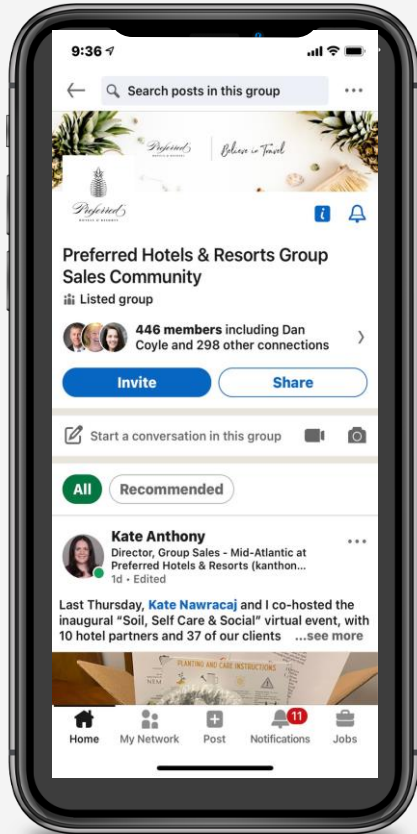 9:36
Search posts in this group
Preferred
HOTELS & RESORTS
Believe in Travel
Preferred
HOTELS & RESORTS
Preferred Hotels & Resorts Group
Sales Community
Listed group
446 members including Dan
Coyle and 298 other connections
Invite
Share
Start a conversation in this group
All
Recommended
Kate Anthony
Director, Group Sales - Mid-Atlantic at
Preferred Hotels & Resorts (kanthon...
1d • Edited
Last Thursday, Kate Nawracaj and I co-hosted the
inaugural “Soil, Self Care & Social” virtual event, with
10 hotel partners and 37 of our clients ...see more
PLANTING AND CARE INSTRUCTIONS
Home
My Network
Post
11
Notifications
Jobs